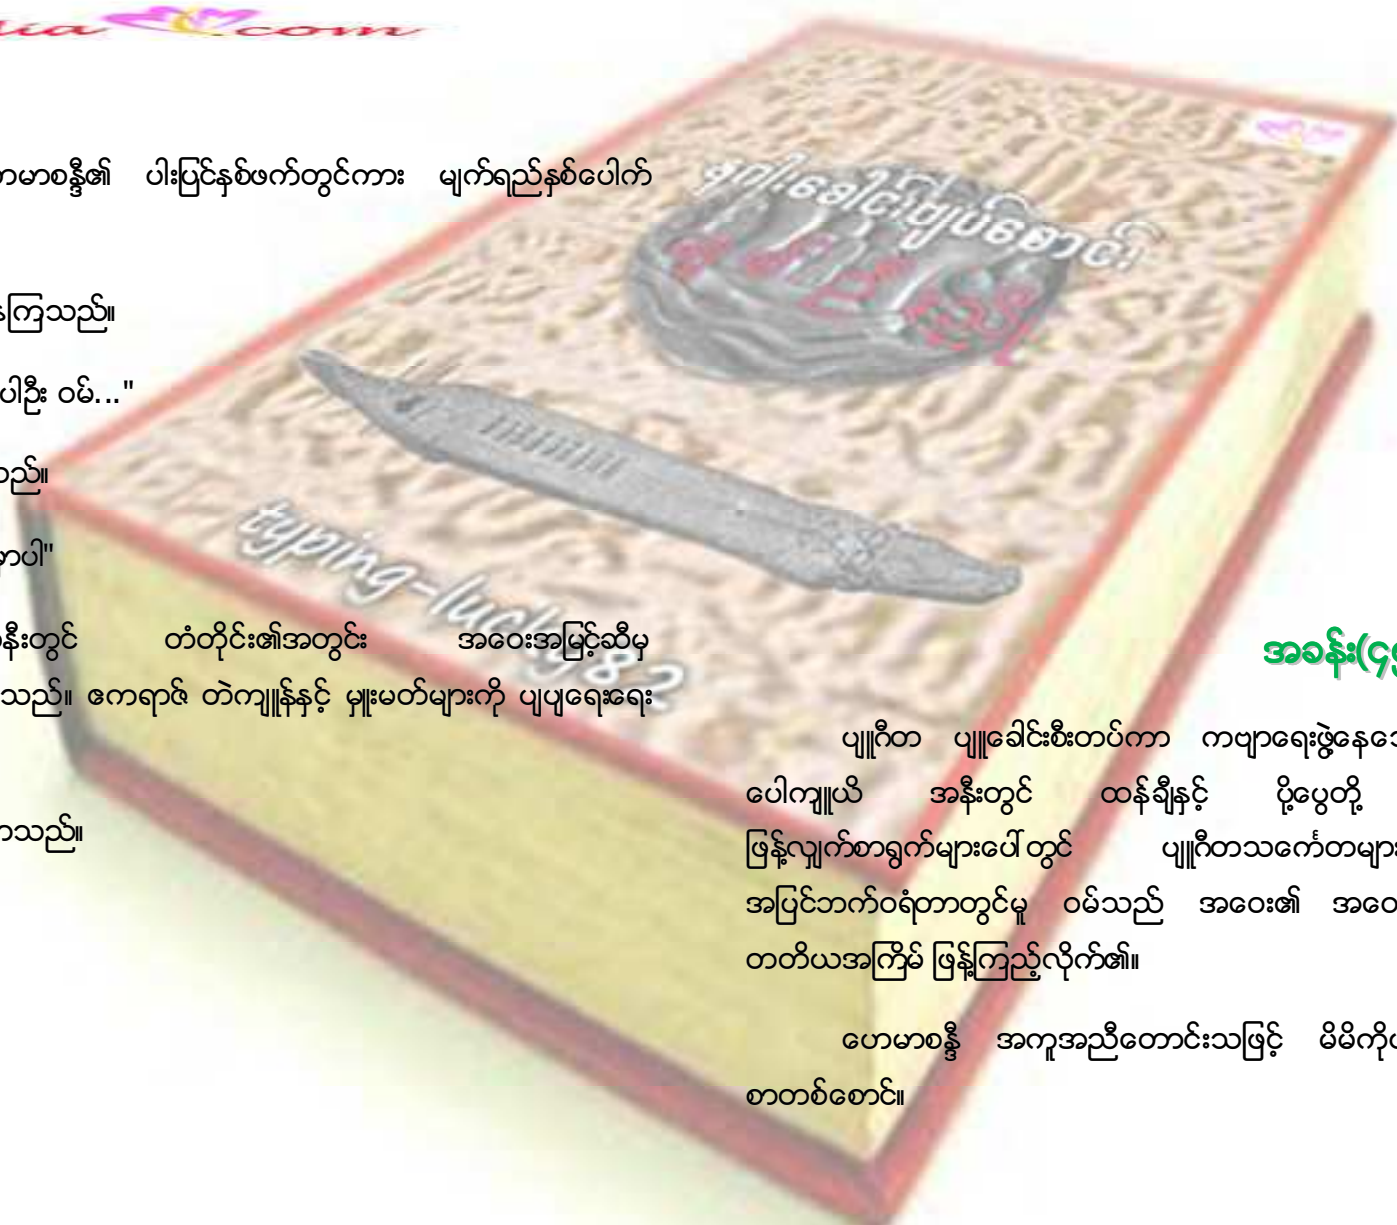 com
မာစန္ဒီ၏ ပါးပြင်နှစ်ဖက်တွင်ကား မျက်ရည်နှစ်ပေါက်
ကြသည်။
ပါဦး ဝမ်..."
သည်။
မှာပါ"
နီးတွင် တံတိုင်း၏အတွင်း အဝေးအမြင့်ဆီမှ
သည်။ ဧကရာဇ် တဲကျူန်နှင့် မှူးမတ်များကို ပျပျရေးရေး
သည်။
typing-lucky82
အခန်း(၄၅
ပျူဂီတ ပျူခေါင်းစီးတပ်ကာ ကဗျာရေးဖွဲ့နေသော
ပေါကျူယိ အနီးတွင် ထန်ချီနှင့် ပို့ပွေတို့
ဖြန့်လျှက်စာရွက်များပေါ်တွင် ပျူဂီတသင်္ကေတများ
အပြင်ဘက်ဝရံတာတွင်မူ ဝမ်သည် အဝေး၏ အဝေ
တတိယအကြိမ် ဖြန့်ကြည့်လိုက်၏။
ဟေမာစန္ဒီ အကူအညီတောင်းသဖြင့် မိမိကိုယ
စာတစ်စောင်။